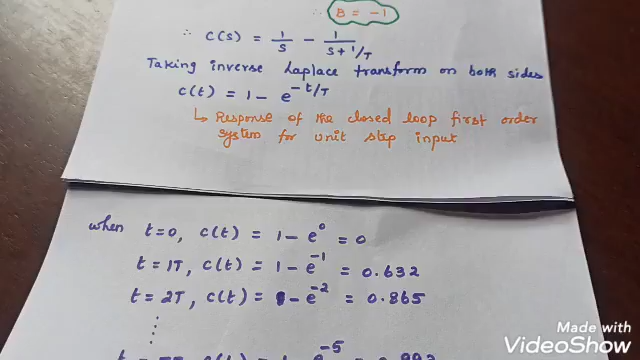 ∴ B = -1
∴ C(s) = 1/s - 1/(s+1/T)
Taking inverse Laplace transform on both sides
c(t) = 1 - e^(-t/T)
↳ Response of the closed loop first order
system for unit step input
when t=0, c(t) = 1 - e^0 = 0
t = 1T, c(t) = 1 - e^-1 = 0.632
t = 2T, c(t) = 1 - e^-2 = 0.865
⋮
e^-5
Made with
VideoShow